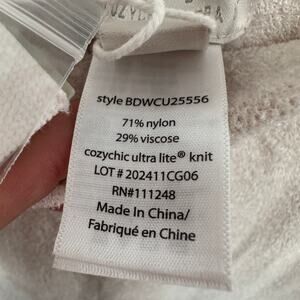 style BDWCU25556
71% nylon
29% viscose
cozychic ultra lite® knit
LOT # 202411CG06
RN#111248
Made In China/
Fabriqué en Chine